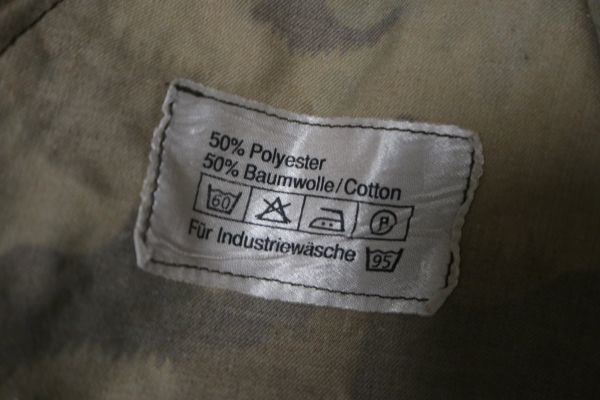 50% Polyester
50% Baumwolle/Cotton
60 P
Für Industriewäsche 95